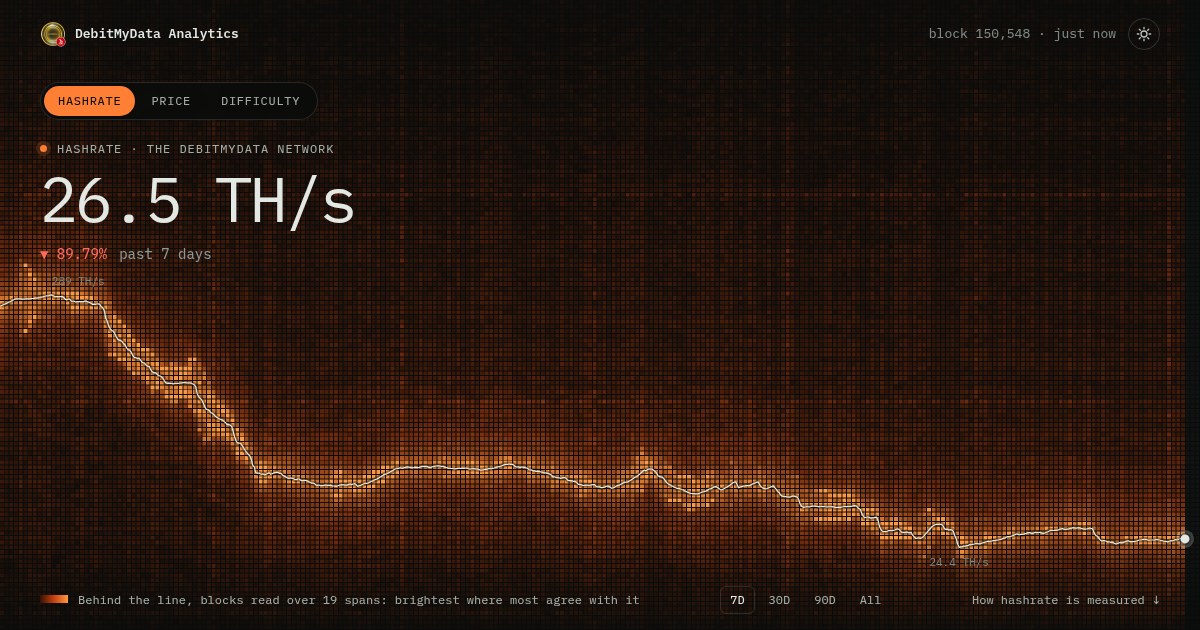 DebitMyData Analytics
block 150,548 · just now
HASHRATE PRICE DIFFICULTY
HASHRATE · THE DEBITMYDATA NETWORK
26.5 TH/s
▼ 89.79% past 7 days
289 TH/s
24.4 TH/s
Behind the line, blocks read over 19 spans: brightest where most agree with it
7D 30D 90D All
How hashrate is measured ↓